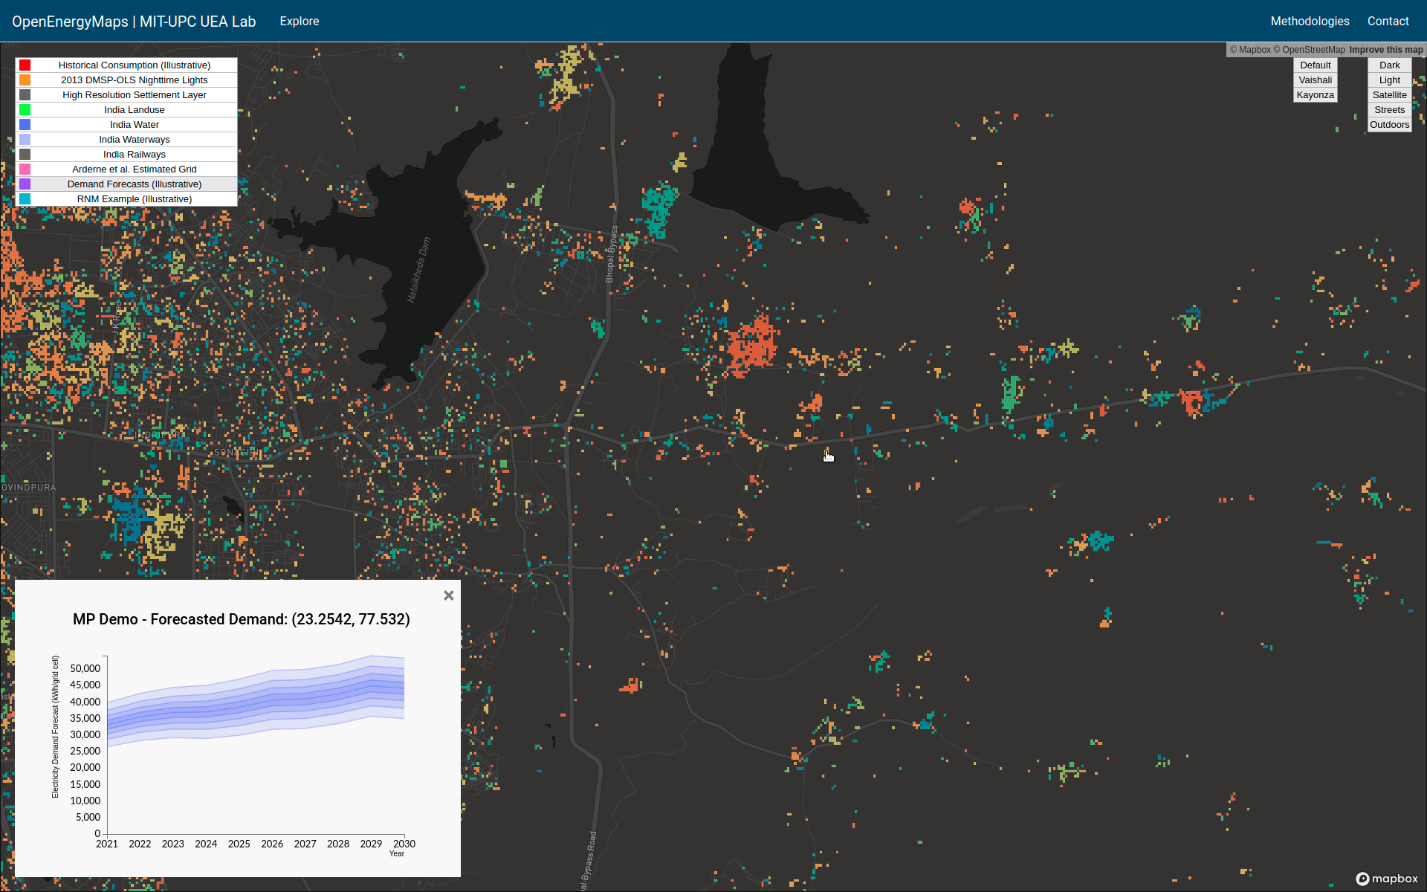 OpenEnergyMaps | MIT-UPC UEA Lab
Explore
Methodologies
Contact
© Mapbox © OpenStreetMap Improve this map
Historical Consumption (Illustrative)
2013 DMSP-OLS Nighttime Lights
High Resolution Settlement Layer
India Landuse
India Water
India Waterways
India Railways
Arderne et al. Estimated Grid
Demand Forecasts (Illustrative)
RNM Example (Illustrative)
Default
Vaishali
Kayonza
Dark
Light
Satellite
Streets
Outdoors
Hataikheda Dam
Bhopal Bypass
OVINDPURA
pal Bypass Road
MP Demo - Forecasted Demand: (23.2542, 77.532)
Electricity Demand Forecast (kWh/grid cell)
50,000
45,000
40,000
35,000
30,000
25,000
20,000
15,000
10,000
5,000
0
2021 2022 2023 2024 2025 2026 2027 2028 2029 2030
Year
mapbox